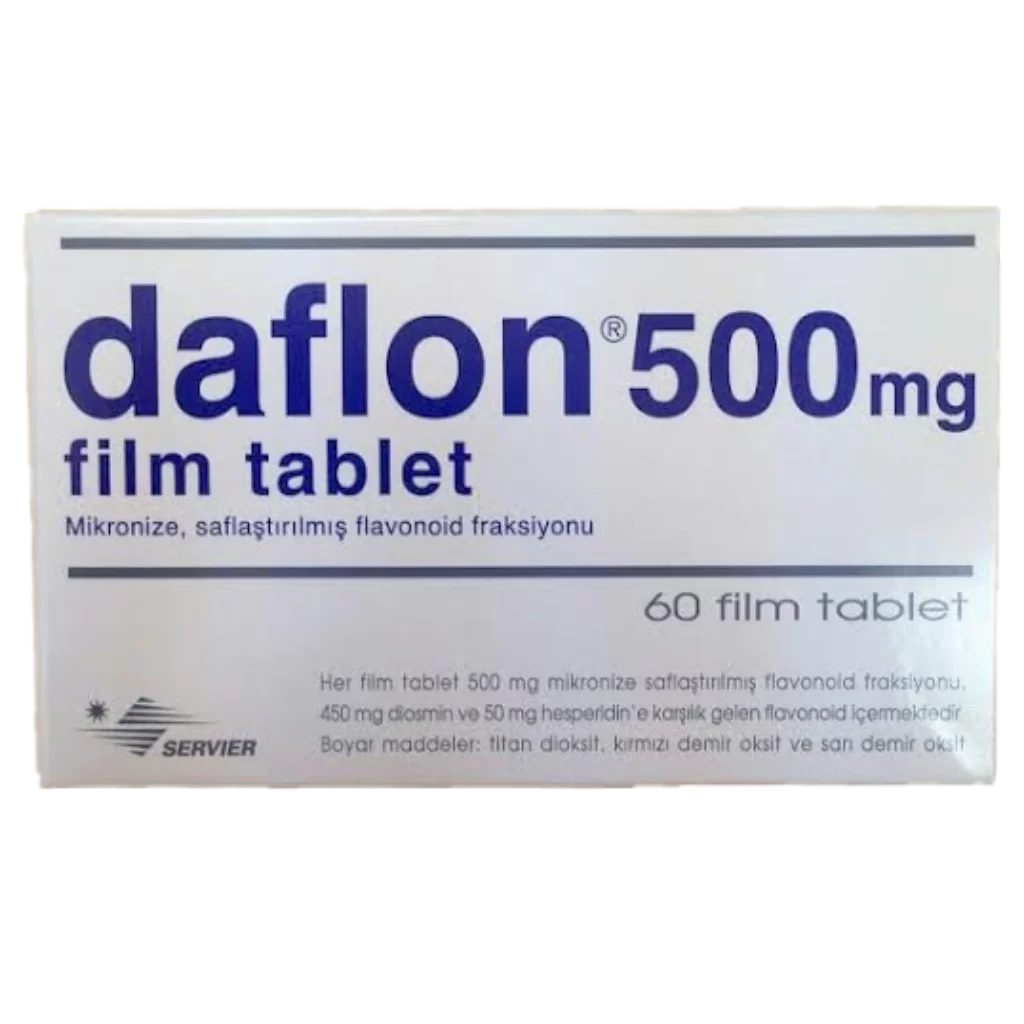 daflon® 500 mg
film tablet
Mikronize, saflaştırılmış flavonoid fraksiyonu
60 film tablet
Her film tablet 500 mg mikronize saflaştırılmış flavonoid fraksiyonu,
450 mg diosmin ve 50 mg hesperidin'e karşılık gelen flavonoid içermektedir
Boyar maddeler: titan dioksit, kırmızı demir oksit ve sarı demir oksit
SERVIER